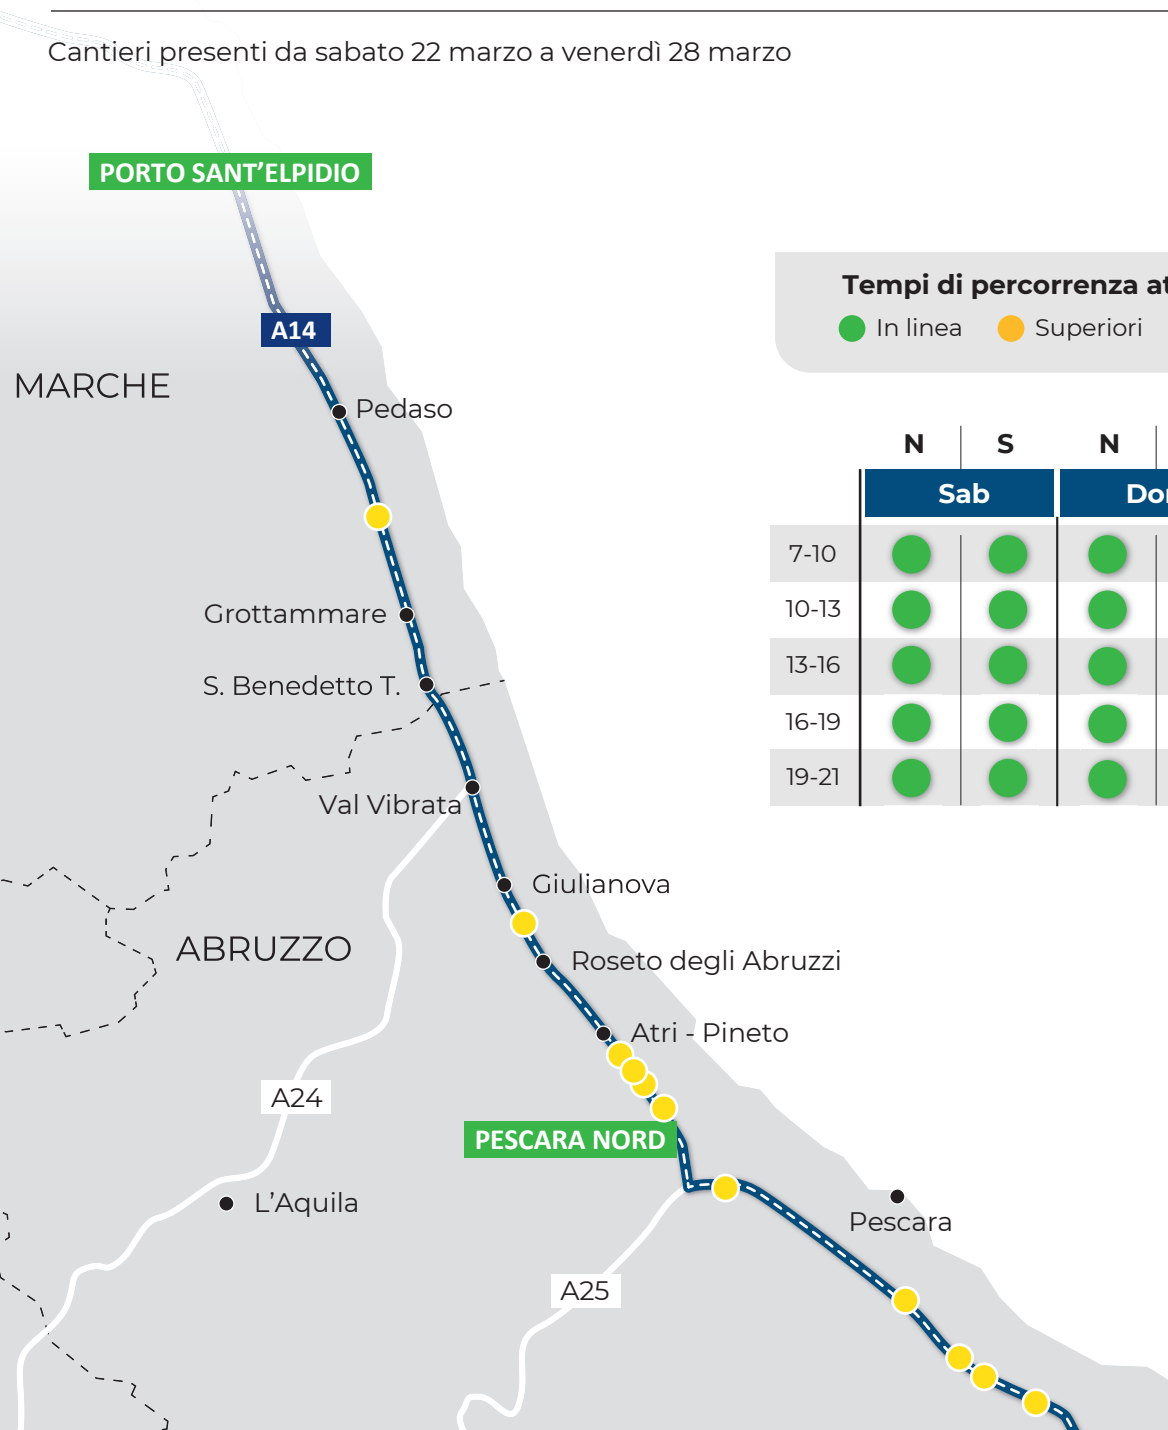 Cantieri presenti da sabato 22 marzo a venerdì 28 marzo
PORTO SANT'ELPIDIO
A14
MARCHE
Pedaso
Grottammare
S. Benedetto T.
Val Vibrata
Giulianova
ABRUZZO
Roseto degli Abruzzi
Atri - Pineto
A24
PESCARA NORD
L'Aquila
Pescara
A25
Tempi di percorrenza
In linea
Superiori
N S N
Sab
7-10
10-13
13-16
16-19
19-21